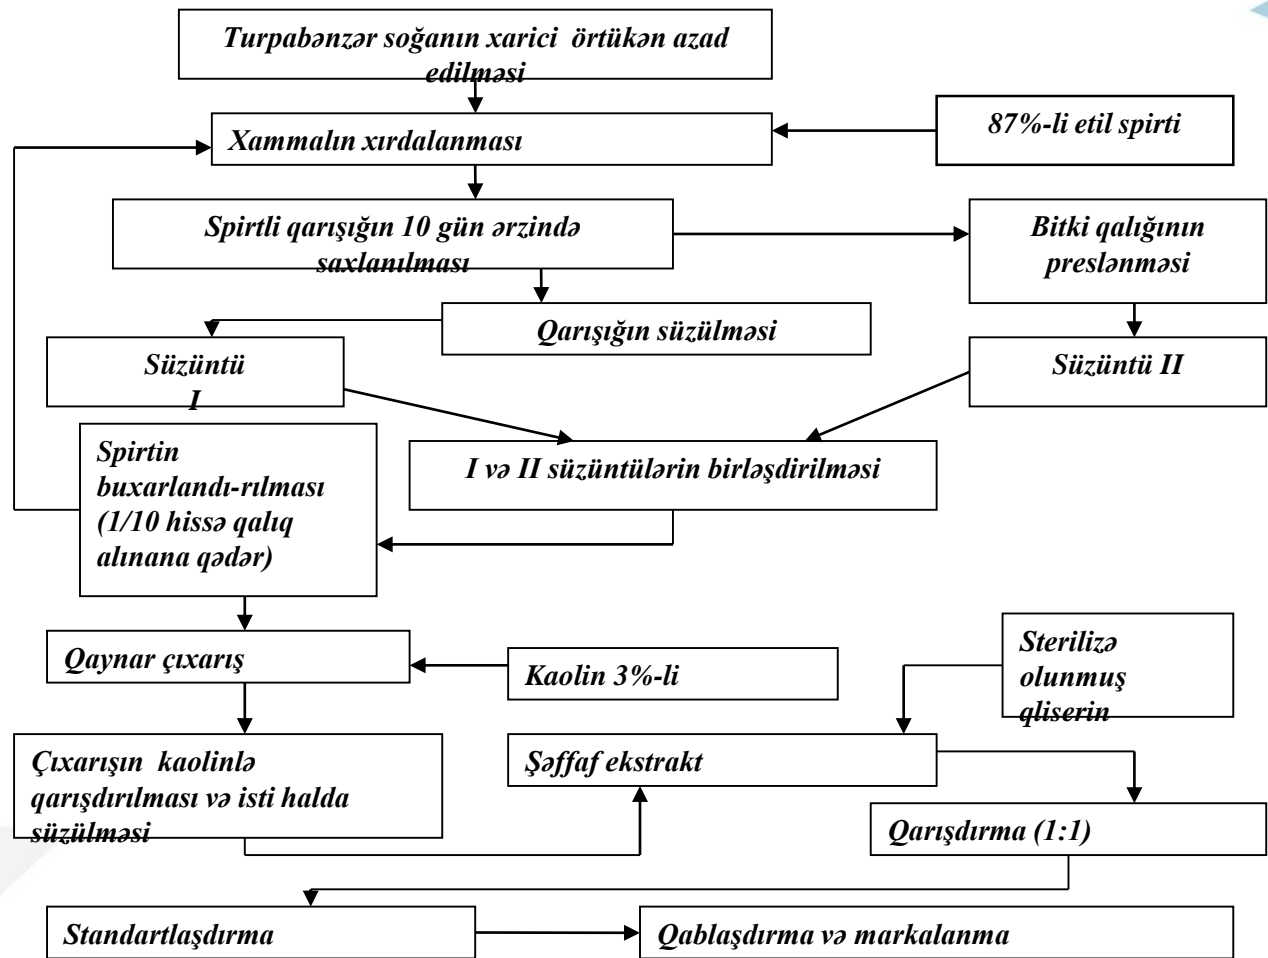 Turpabənzər soğanın xarici örtükən azad
edilməsi
Xammalın xırdalanması
87%-li etil spirti
Spirtli qarışığın 10 gün ərzində
saxlanılması
Bitki qalığının
preslənməsi
Qarışığın süzülməsi
Süzüntü
I
Süzüntü II
I və II süzüntülərin birləşdirilməsi
Spirtin
buxarlandı-rılması
(1/10 hissə qalıq
alınana qədər)
Qaynar çıxarış
Kaolin 3%-li
Sterilizə
olunmuş
qliserin
Çıxarışın kaolinlə
qarışdırılması və isti halda
süzülməsi
Şəffaf ekstrakt
Qarışdırma (1:1)
Standartlaşdırma
Qablaşdırma və markalanma